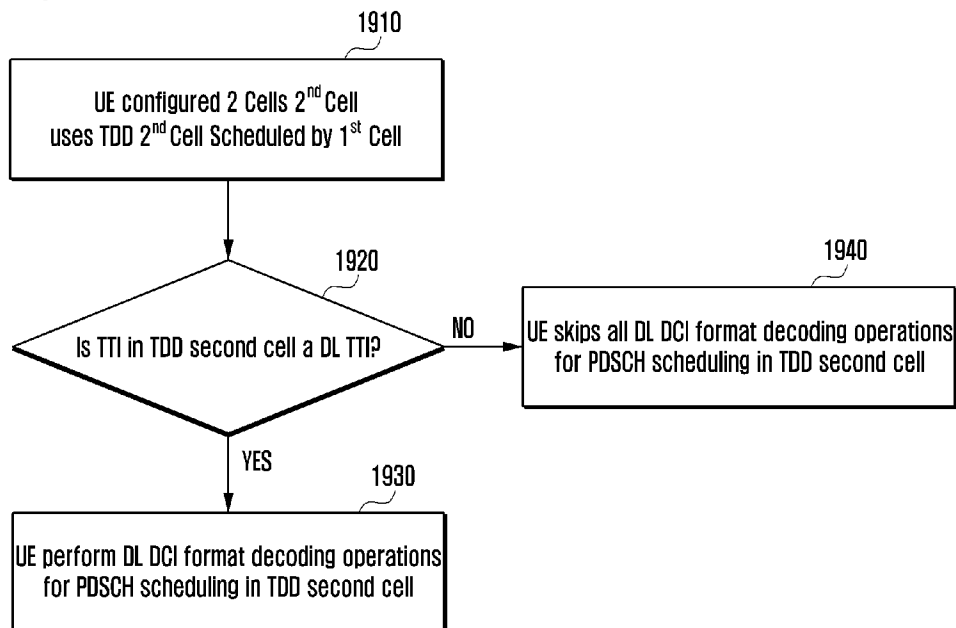 1910
UE configured 2 Cells 2nd Cell
uses TDD 2nd Cell Scheduled by 1st Cell
1920
Is TTI in TDD second cell a DL TTI?
NO
1940
UE skips all DL DCI format decoding operations
for PDSCH scheduling in TDD second cell
YES
1930
UE perform DL DCI format decoding operations
for PDSCH scheduling in TDD second cell